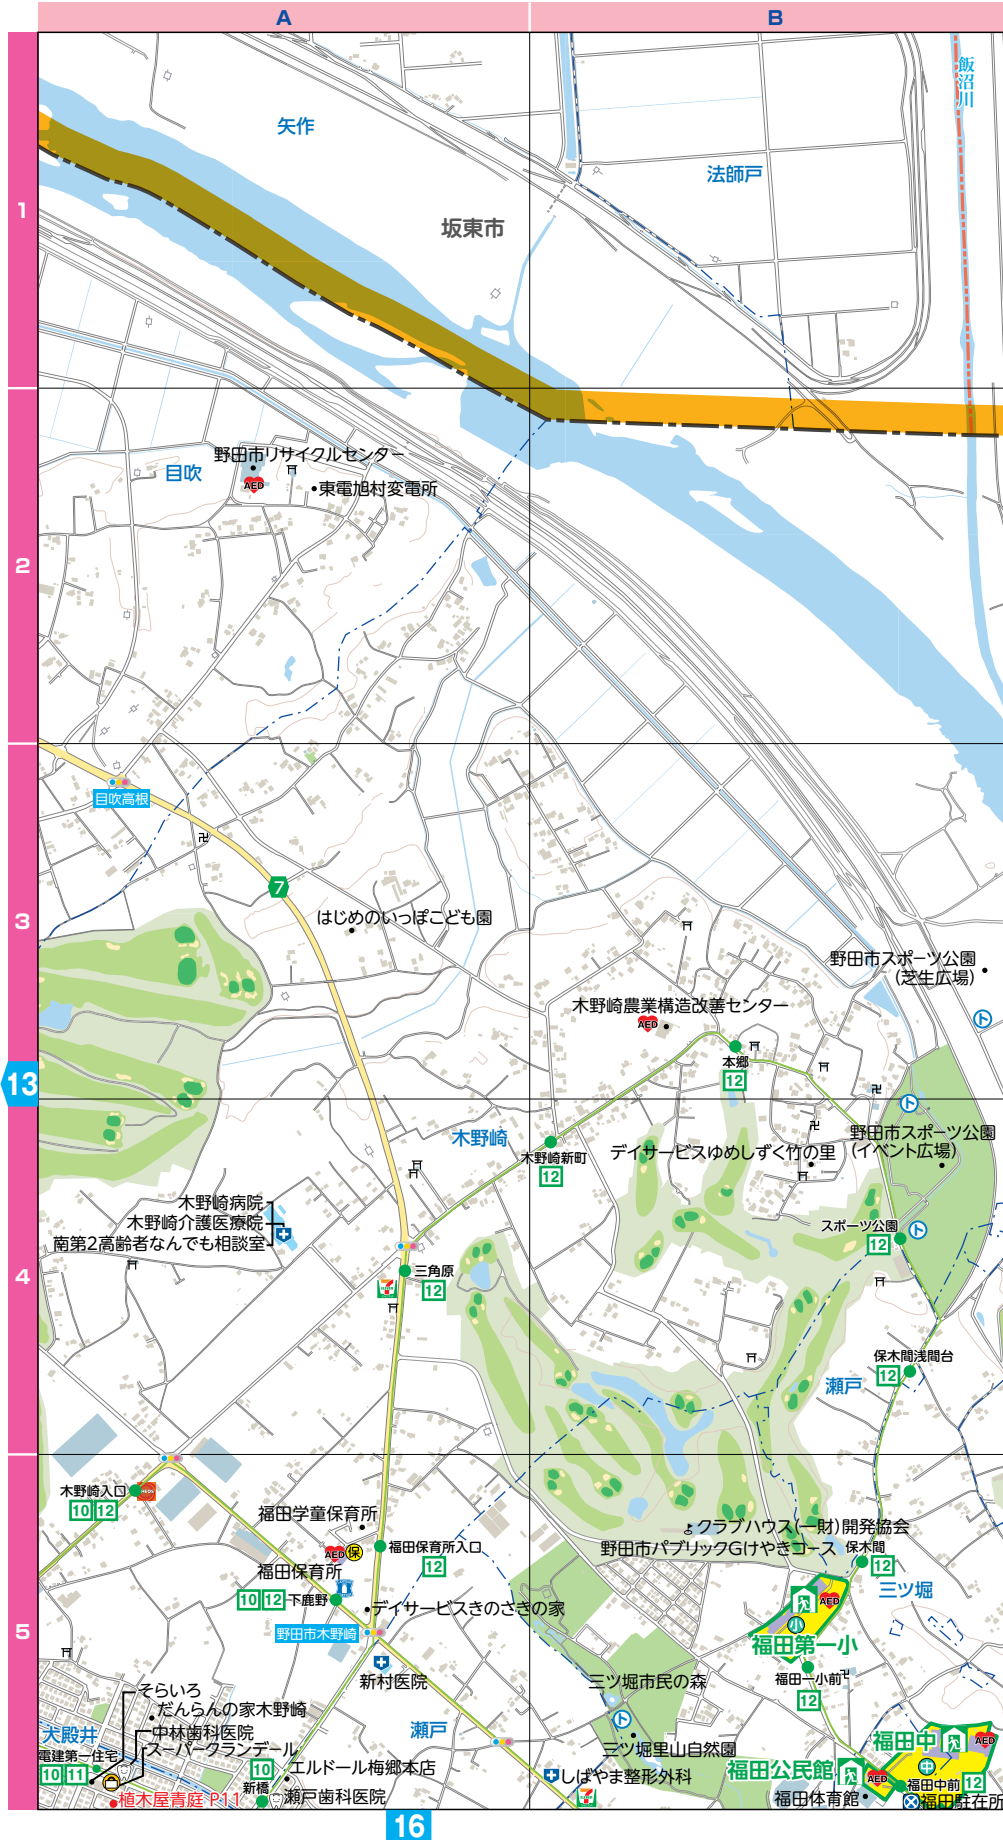 A
B
1
2
3
4
5
13
16
矢作
飯沼川
法師戸
坂東市
野田市リサイクルセンター
目吹
AED
東電旭村変電所
目吹高根
7
はじめのいっぽこども園
野田市スポーツ公園
(芝生広場)
木野崎農業構造改善センター
AED
ト
本郷
12
ト
木野崎
木野崎新町
12
デイサービスゆめしずく竹の里
野田市スポーツ公園
(イベント広場)
木野崎病院
木野崎介護医療院
南第2高齢者なんでも相談室
スポーツ公園
ト
12
三角原
12
保木間浅間台
12
瀬戸
木野崎入口
10 12
福田学童保育所
AED 保
福田保育所
福田保育所入口
12
クラブハウス(一財)開発協会
野田市パブリックGけやきコース
保木間
12
三ツ堀
10 12 下鹿野
デイサービスきのさきの家
野田市木野崎
AED
小
福田第一小
新村医院
福田一小前
12
三ツ堀市民の森
そらいろ
だんらんの家木野崎
中林歯科医院
スーパークランデール
大殿井
電建第一住宅
10 11
瀬戸
ト
三ツ堀里山自然園
福田中
AED
中
10
新橋
エルドール梅郷本店
瀬戸歯科医院
植木屋青庭 P11
しばやま整形外科
福田公民館
AED
福田中前
12
福田体育館
福田駐在所